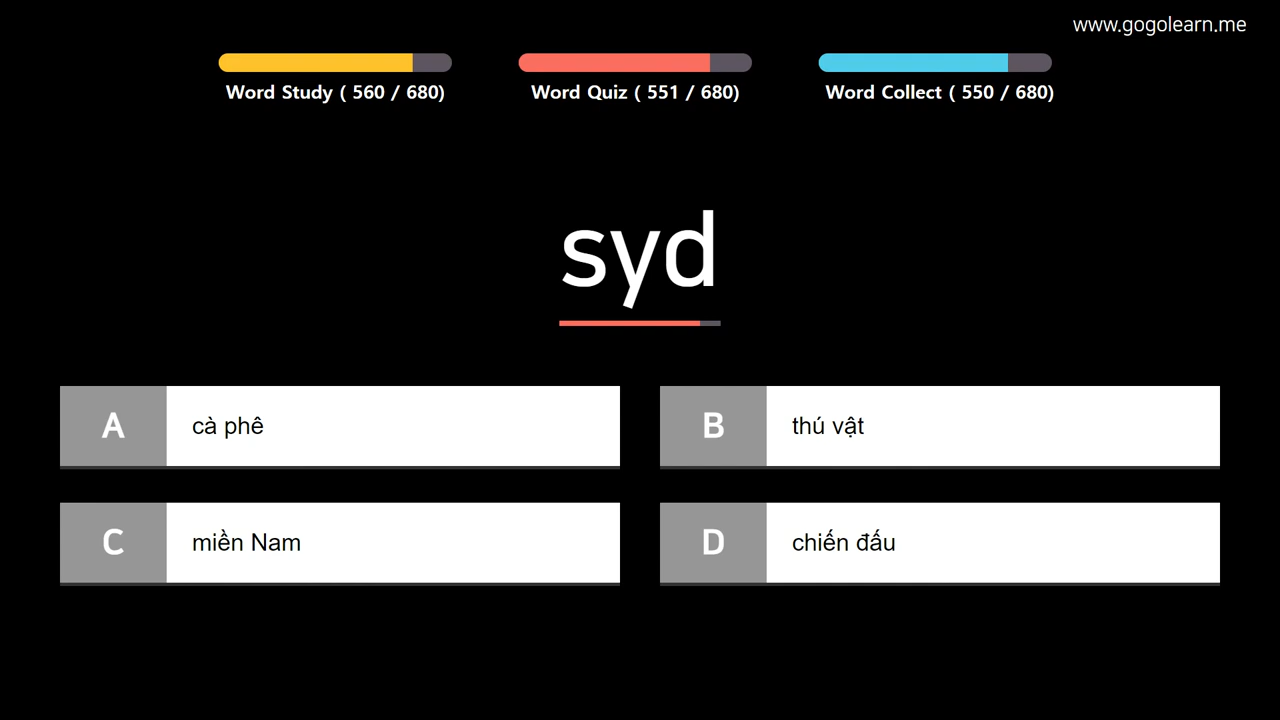 www.gogolearn.me
Word Study ( 560 / 680)
Word Quiz ( 551 / 680)
Word Collect ( 550 / 680)
syd
A cà phê
B thú vật
C miền Nam
D chiến đấu